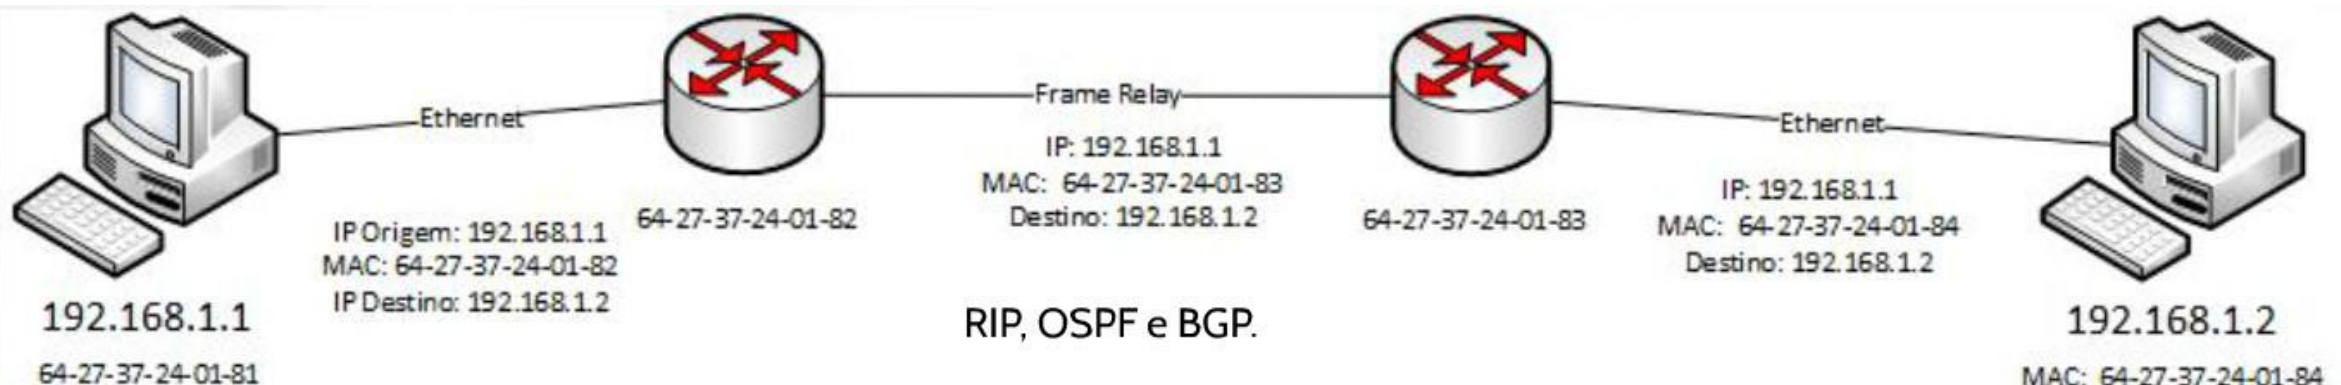 Ethernet
Frame Relay
Ethernet
IP Origem: 192.168.1.1
MAC: 64-27-37-24-01-82
IP Destino: 192.168.1.2
64-27-37-24-01-82
IP: 192.168.1.1
MAC: 64-27-37-24-01-83
Destino: 192.168.1.2
64-27-37-24-01-83
IP: 192.168.1.1
MAC: 64-27-37-24-01-84
Destino: 192.168.1.2
192.168.1.1
64-27-37-24-01-81
RIP, OSPF e BGP.
192.168.1.2
MAC: 64-27-37-24-01-84